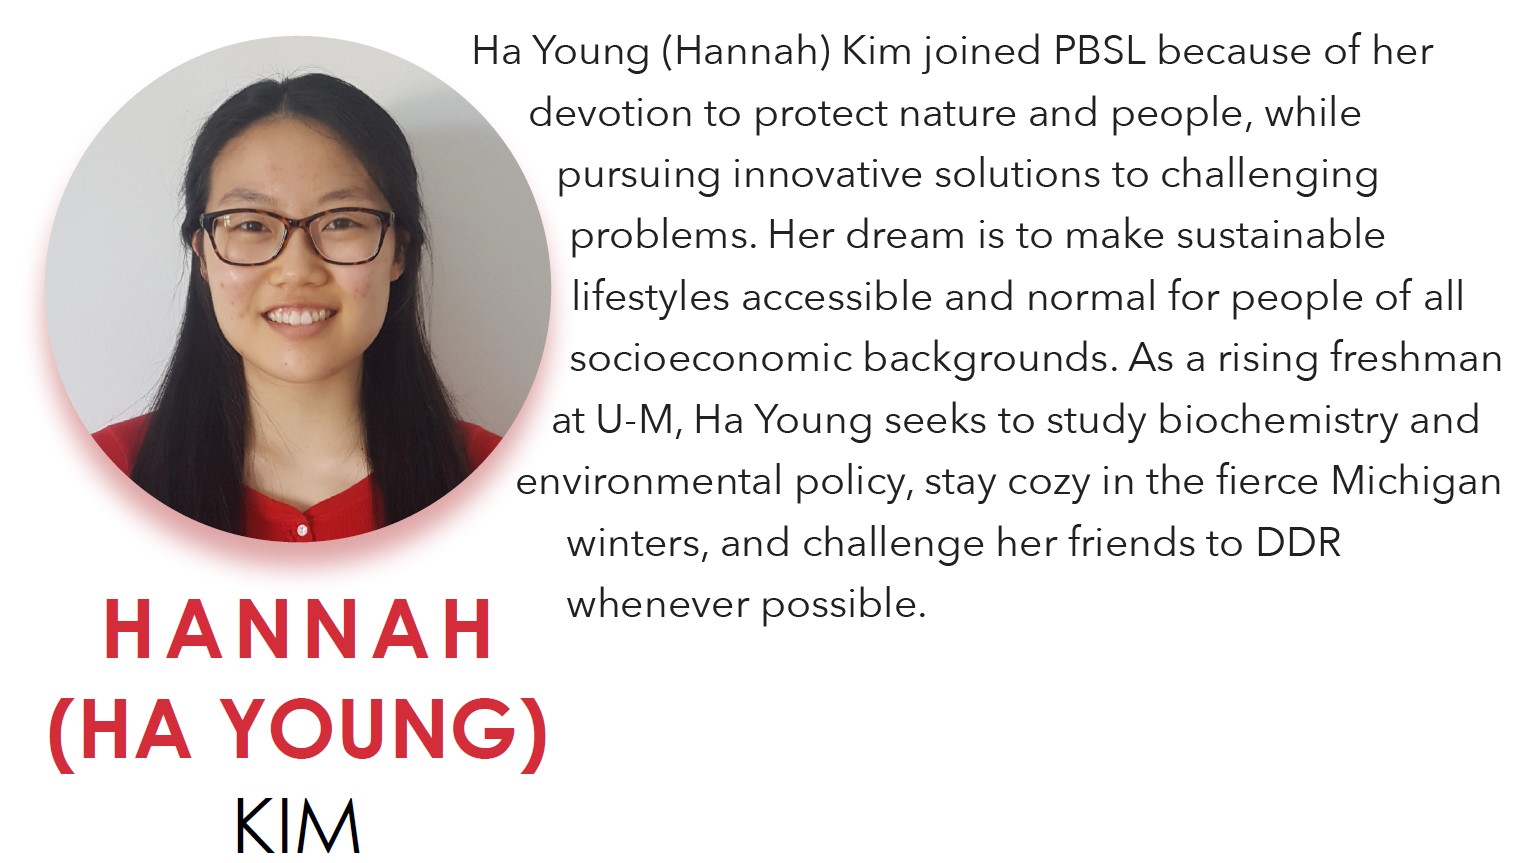 Ha Young (Hannah) Kim joined PBSL because of her
devotion to protect nature and people, while
pursuing innovative solutions to challenging
problems. Her dream is to make sustainable
lifestyles accessible and normal for people of all
socioeconomic backgrounds. As a rising freshman
at U-M, Ha Young seeks to study biochemistry and
environmental policy, stay cozy in the fierce Michigan
winters, and challenge her friends to DDR
whenever possible.
HANNAH
(HA YOUNG)
KIM